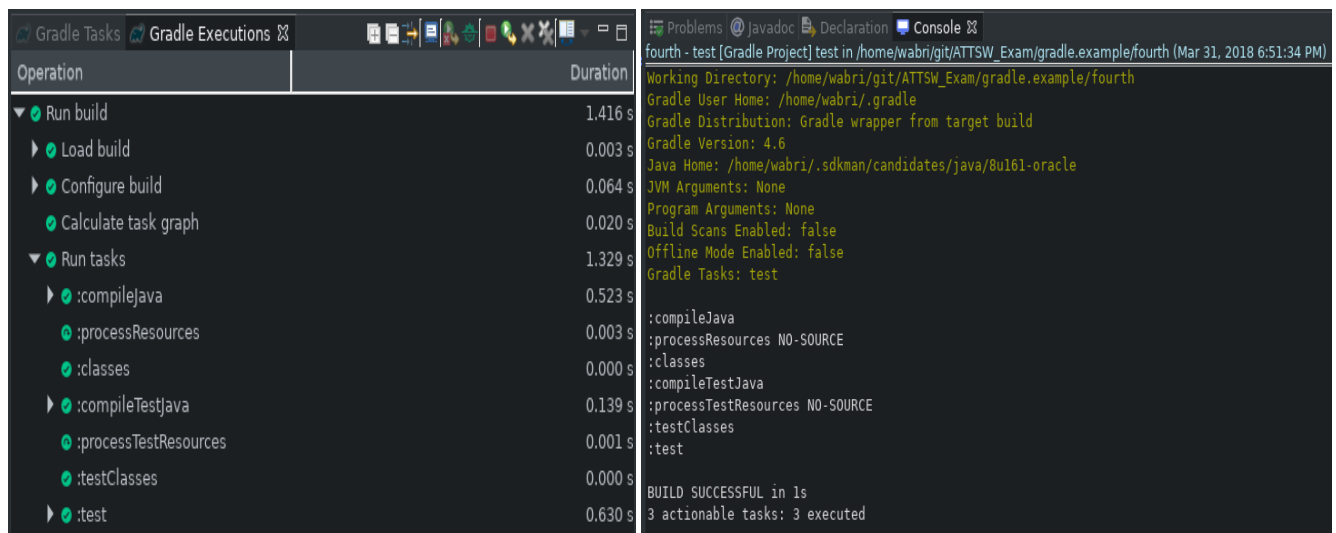 Gradle Tasks Gradle Executions
Operation Duration
Run build 1.416 s
Load build 0.003 s
Configure build 0.064 s
Calculate task graph 0.020 s
Run tasks 1.329 s
:compileJava 0.523 s
:processResources 0.003 s
:classes 0.000 s
:compileTestJava 0.139 s
:processTestResources 0.001 s
:testClasses 0.000 s
:test 0.630 s
Problems @ Javadoc Declaration Console
fourth - test [Gradle Project] test in /home/wabri/git/ATTSW_Exam/gradle.example/fourth (Mar 31, 2018 6:51:34 PM)
Working Directory: /home/wabri/git/ATTSW_Exam/gradle.example/fourth
Gradle User Home: /home/wabri/.gradle
Gradle Distribution: Gradle wrapper from target build
Gradle Version: 4.6
Java Home: /home/wabri/.sdkman/candidates/java/8u161-oracle
JVM Arguments: None
Program Arguments: None
Build Scans Enabled: false
Offline Mode Enabled: false
Gradle Tasks: test
:compileJava
:processResources NO-SOURCE
:classes
:compileTestJava
:processTestResources NO-SOURCE
:testClasses
:test
BUILD SUCCESSFUL in 1s
3 actionable tasks: 3 executed